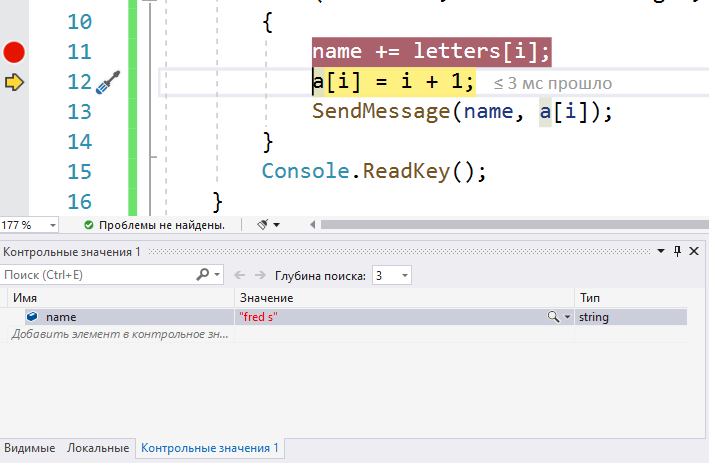 10 {
11 name += letters[i];
12 a[i] = i + 1; ≤ 3 мс прошло
13 SendMessage(name, a[i]);
14 }
15 Console.ReadKey();
16 }
177 % Проблемы не найдены.
Контрольные значения 1
Поиск (Ctrl+E) Глубина поиска: 3
Имя Значение Тип
name "fred s" string
Добавить элемент в контрольное зн...
Видимые Локальные Контрольные значения 1